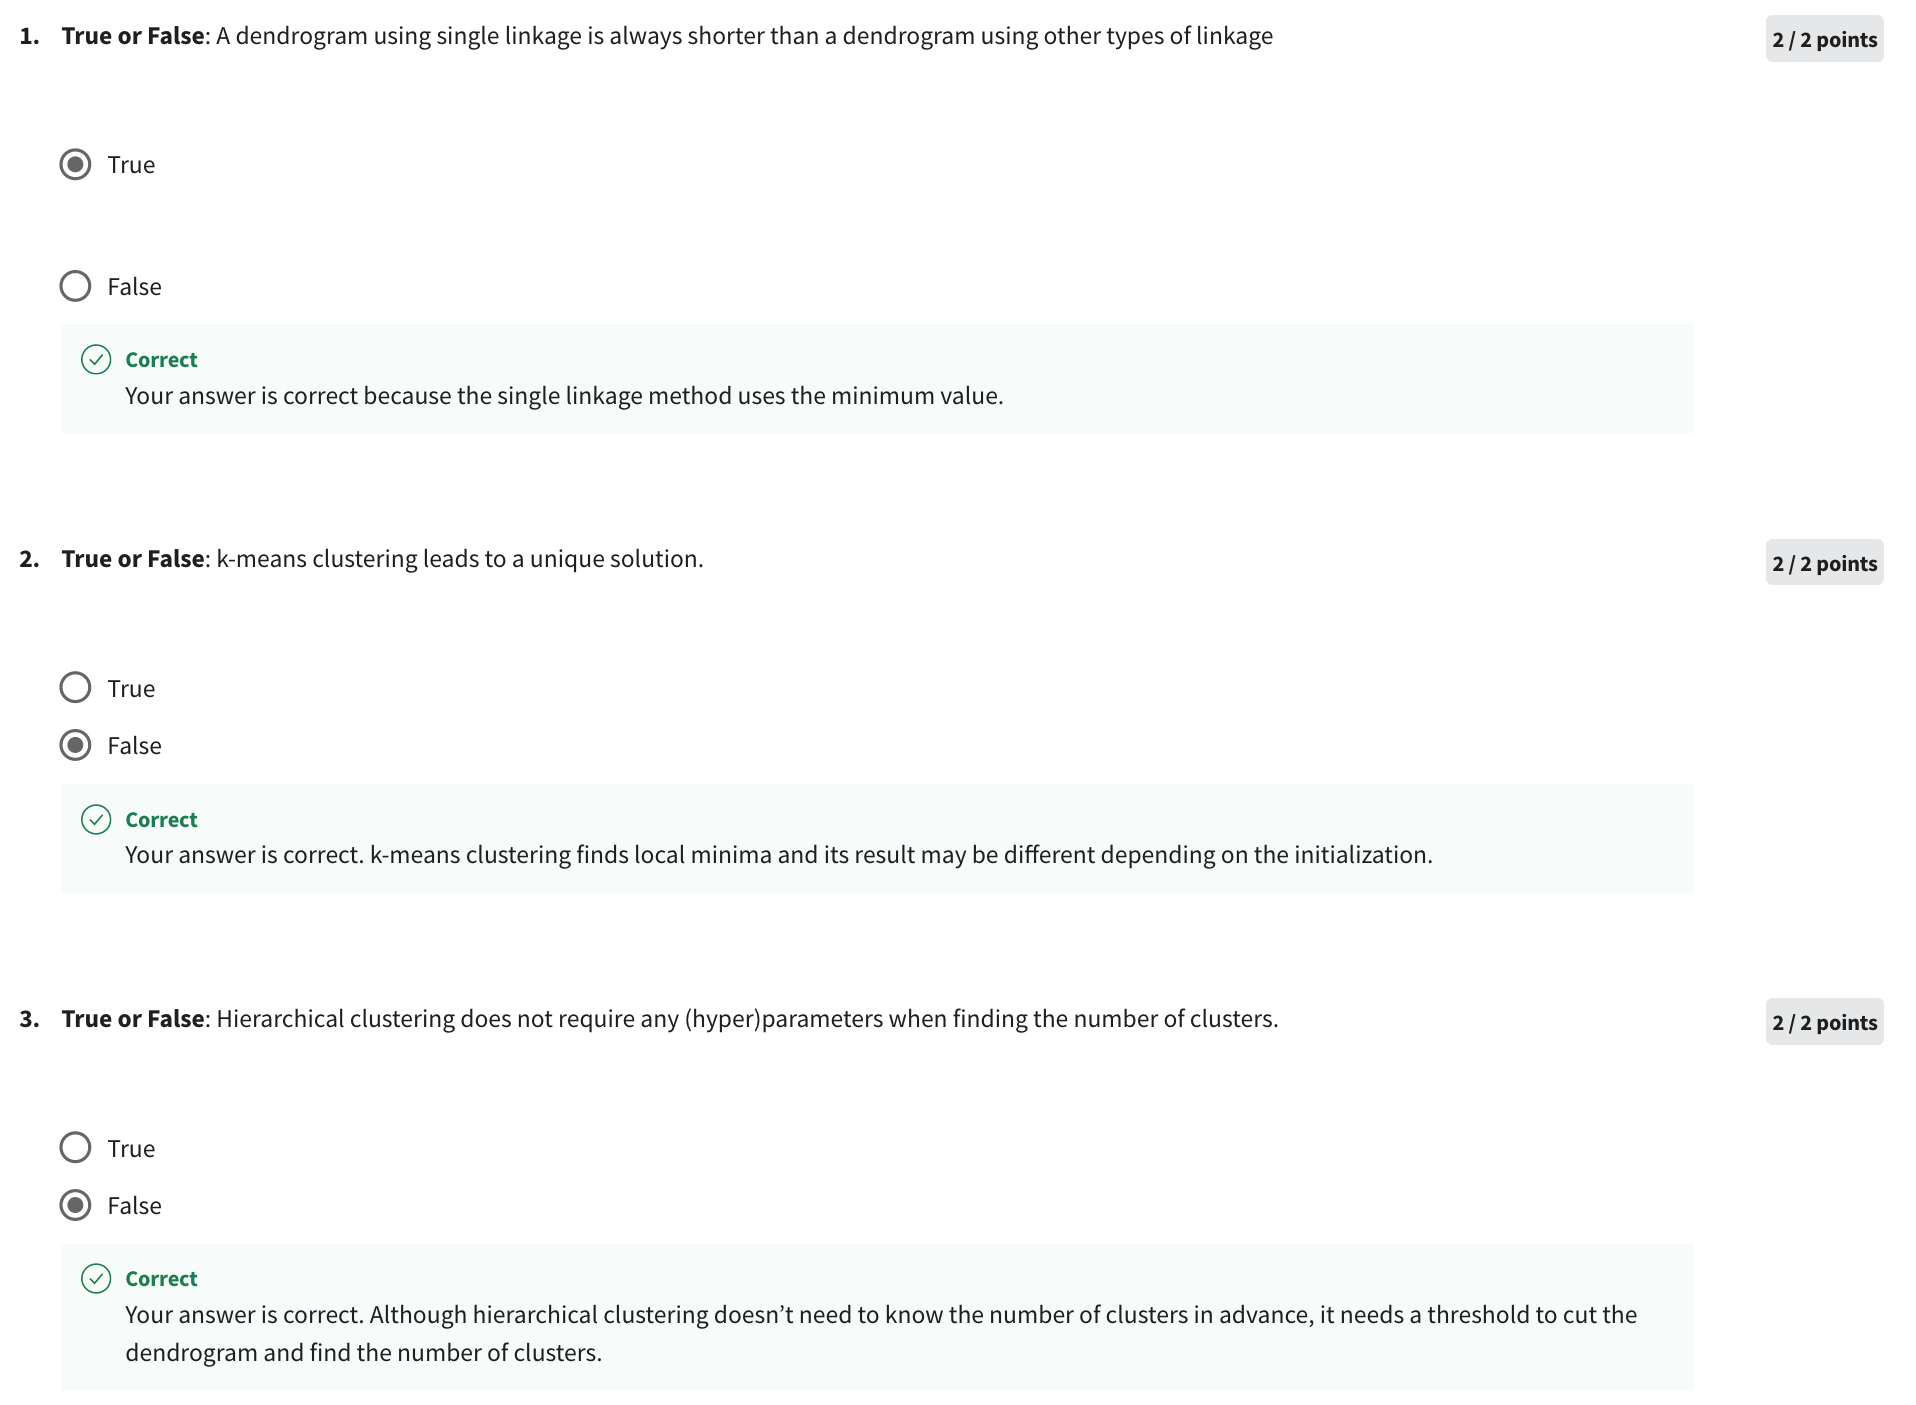 1. True or False: A dendrogram using single linkage is always shorter than a dendrogram using other types of linkage
2 / 2 points
True
False
Correct
Your answer is correct because the single linkage method uses the minimum value.
2. True or False: k-means clustering leads to a unique solution.
2 / 2 points
True
False
Correct
Your answer is correct. k-means clustering finds local minima and its result may be different depending on the initialization.
3. True or False: Hierarchical clustering does not require any (hyper)parameters when finding the number of clusters.
2 / 2 points
True
False
Correct
Your answer is correct. Although hierarchical clustering doesn’t need to know the number of clusters in advance, it needs a threshold to cut the
dendrogram and find the number of clusters.